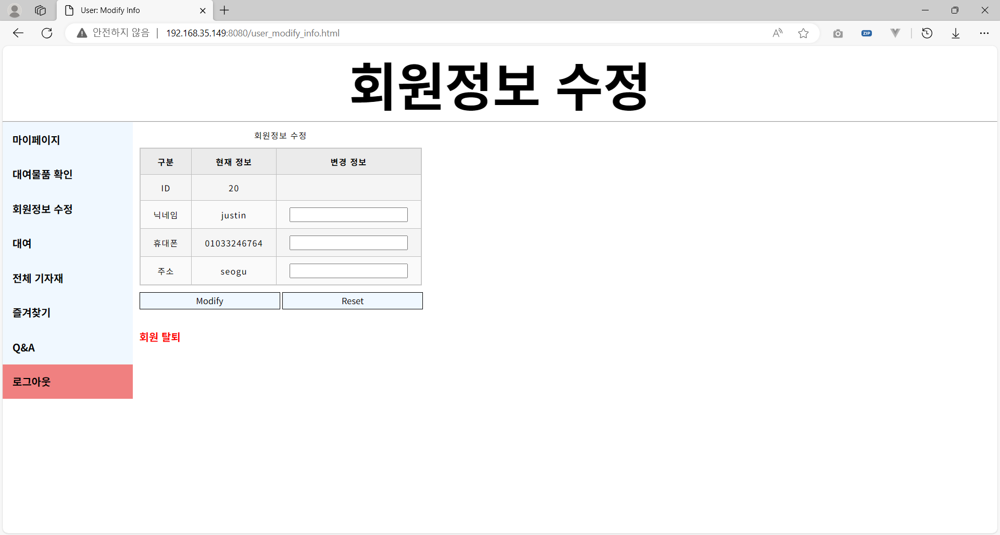 User: Modify Info
안전하지 않음 192.168.35.149:8080/user_modify_info.html
ZIP
회원정보 수정
마이페이지
대여물품 확인
회원정보 수정
대여
전체 기자재
즐겨찾기
Q&A
로그아웃
회원정보 수정
구분 현재 정보 변경 정보
ID 20
닉네임 justin
휴대폰 01033246764
주소 seogu
Modify Reset
회원 탈퇴